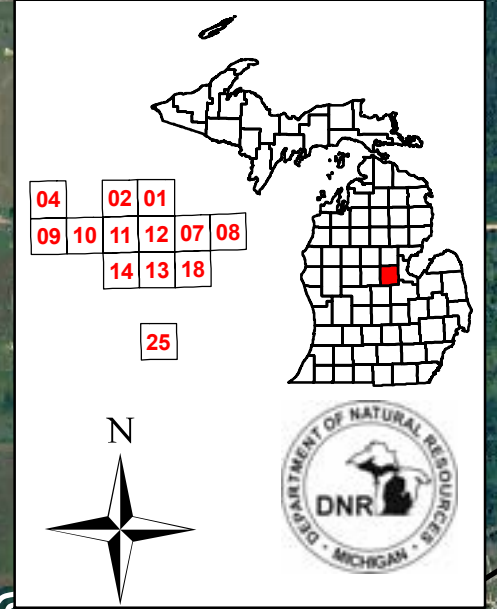 04 02 01
09 10 11 12 07 08
14 13 18
25
N
DEPARTMENT OF NATURAL RESOURCES
DNR
• MICHIGAN •